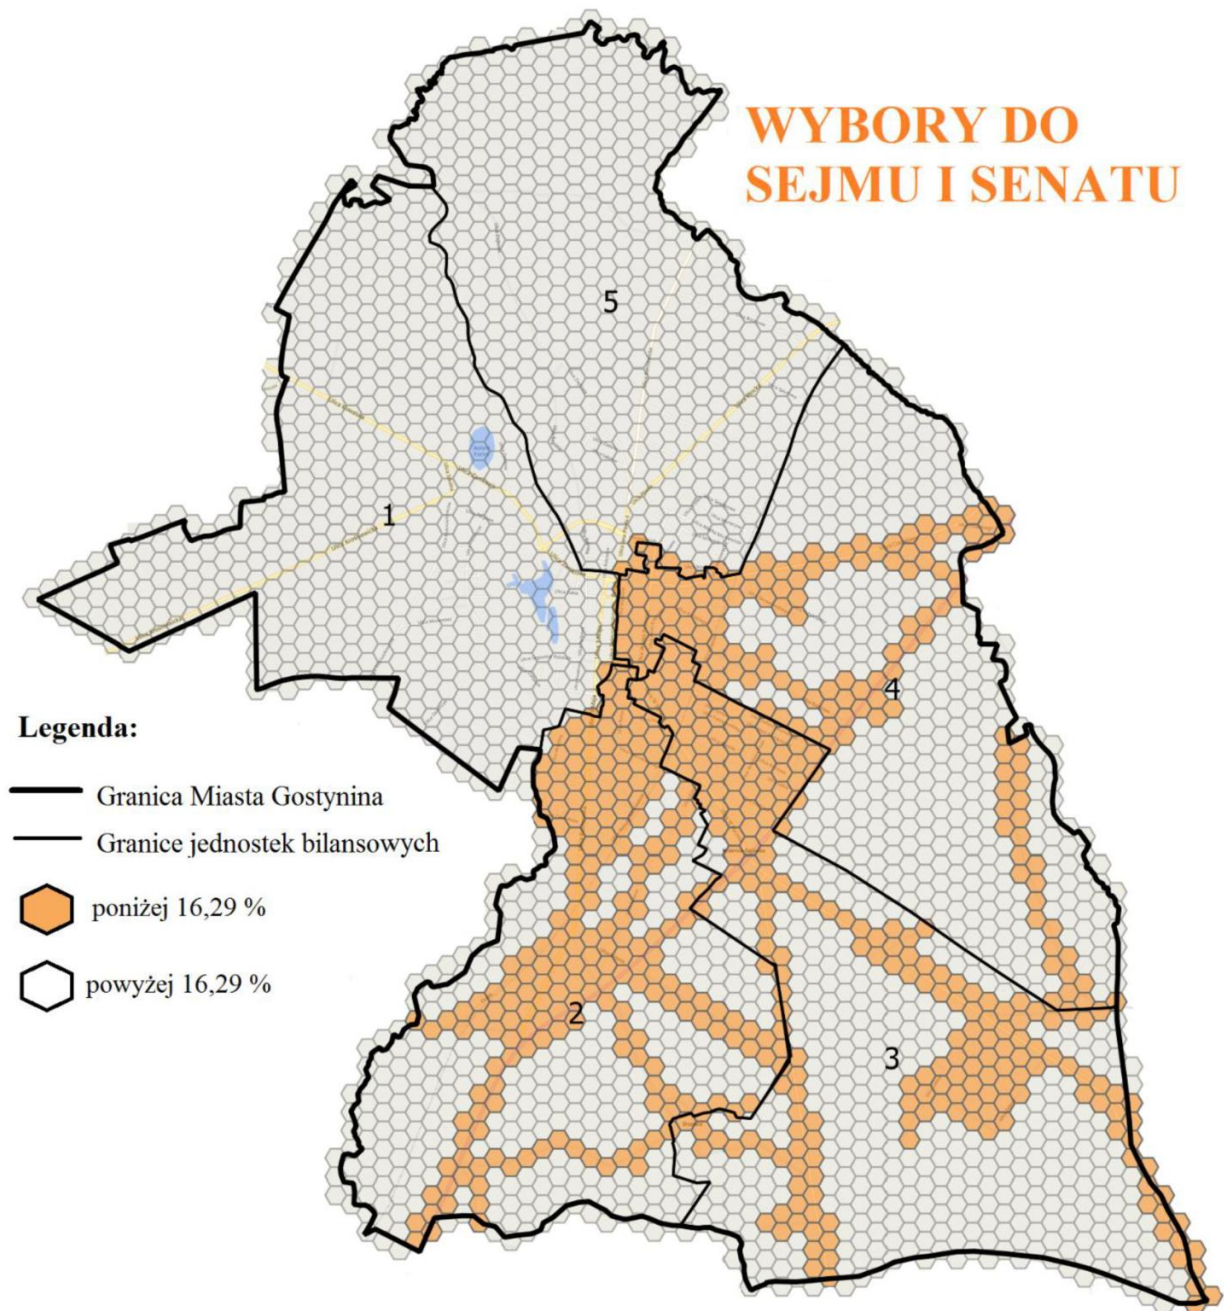 WYBORY DO
SEJMU I SENATU
5
1
4
Legenda:
Granica Miasta Gostynina
Granice jednostek bilansowych
poniżej 16,29 %
powyżej 16,29 %
2
3